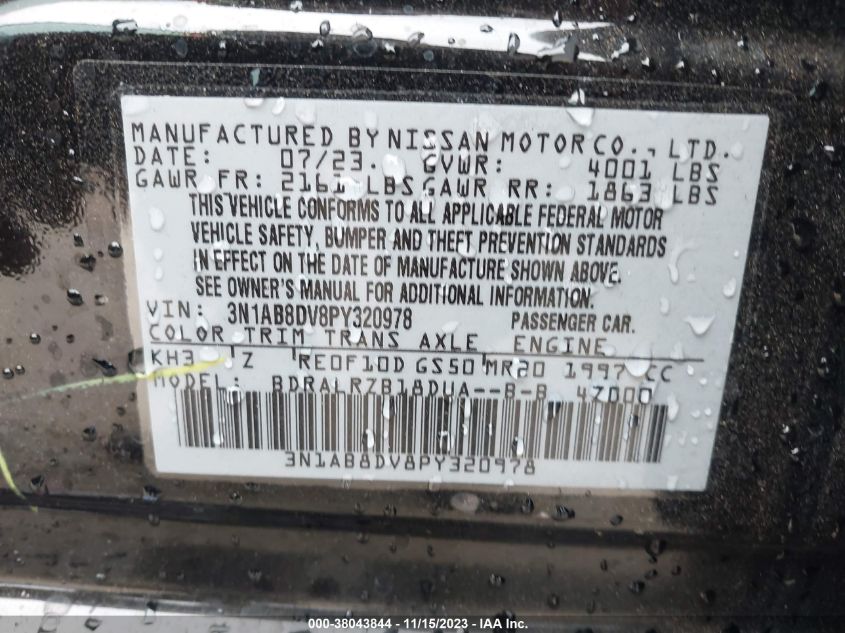 MANUFACTURED BY NISSAN MOTOR CO., LTD.
DATE: 07/23. GVWR: 4001 LBS
GAWR FR: 2161 LBS GAWR RR: 1863 LBS
THIS VEHICLE CONFORMS TO ALL APPLICABLE FEDERAL MOTOR
VEHICLE SAFETY, BUMPER AND THEFT PREVENTION STANDARDS
IN EFFECT ON THE DATE OF MANUFACTURE SHOWN ABOVE.
SEE OWNER'S MANUAL FOR ADDITIONAL INFORMATION.
VIN: 3N1AB8DV8PY320978 PASSENGER CAR.
COLOR TRIM TRANS AXLE ENGINE
KH3 Z RE0F10D GS50 MR20 1997 CC
MODEL: BDRALRZB18DUA--B-B 47000
3N1AB8DV8PY320978
000-38043844 - 11/15/2023 - IAA Inc.